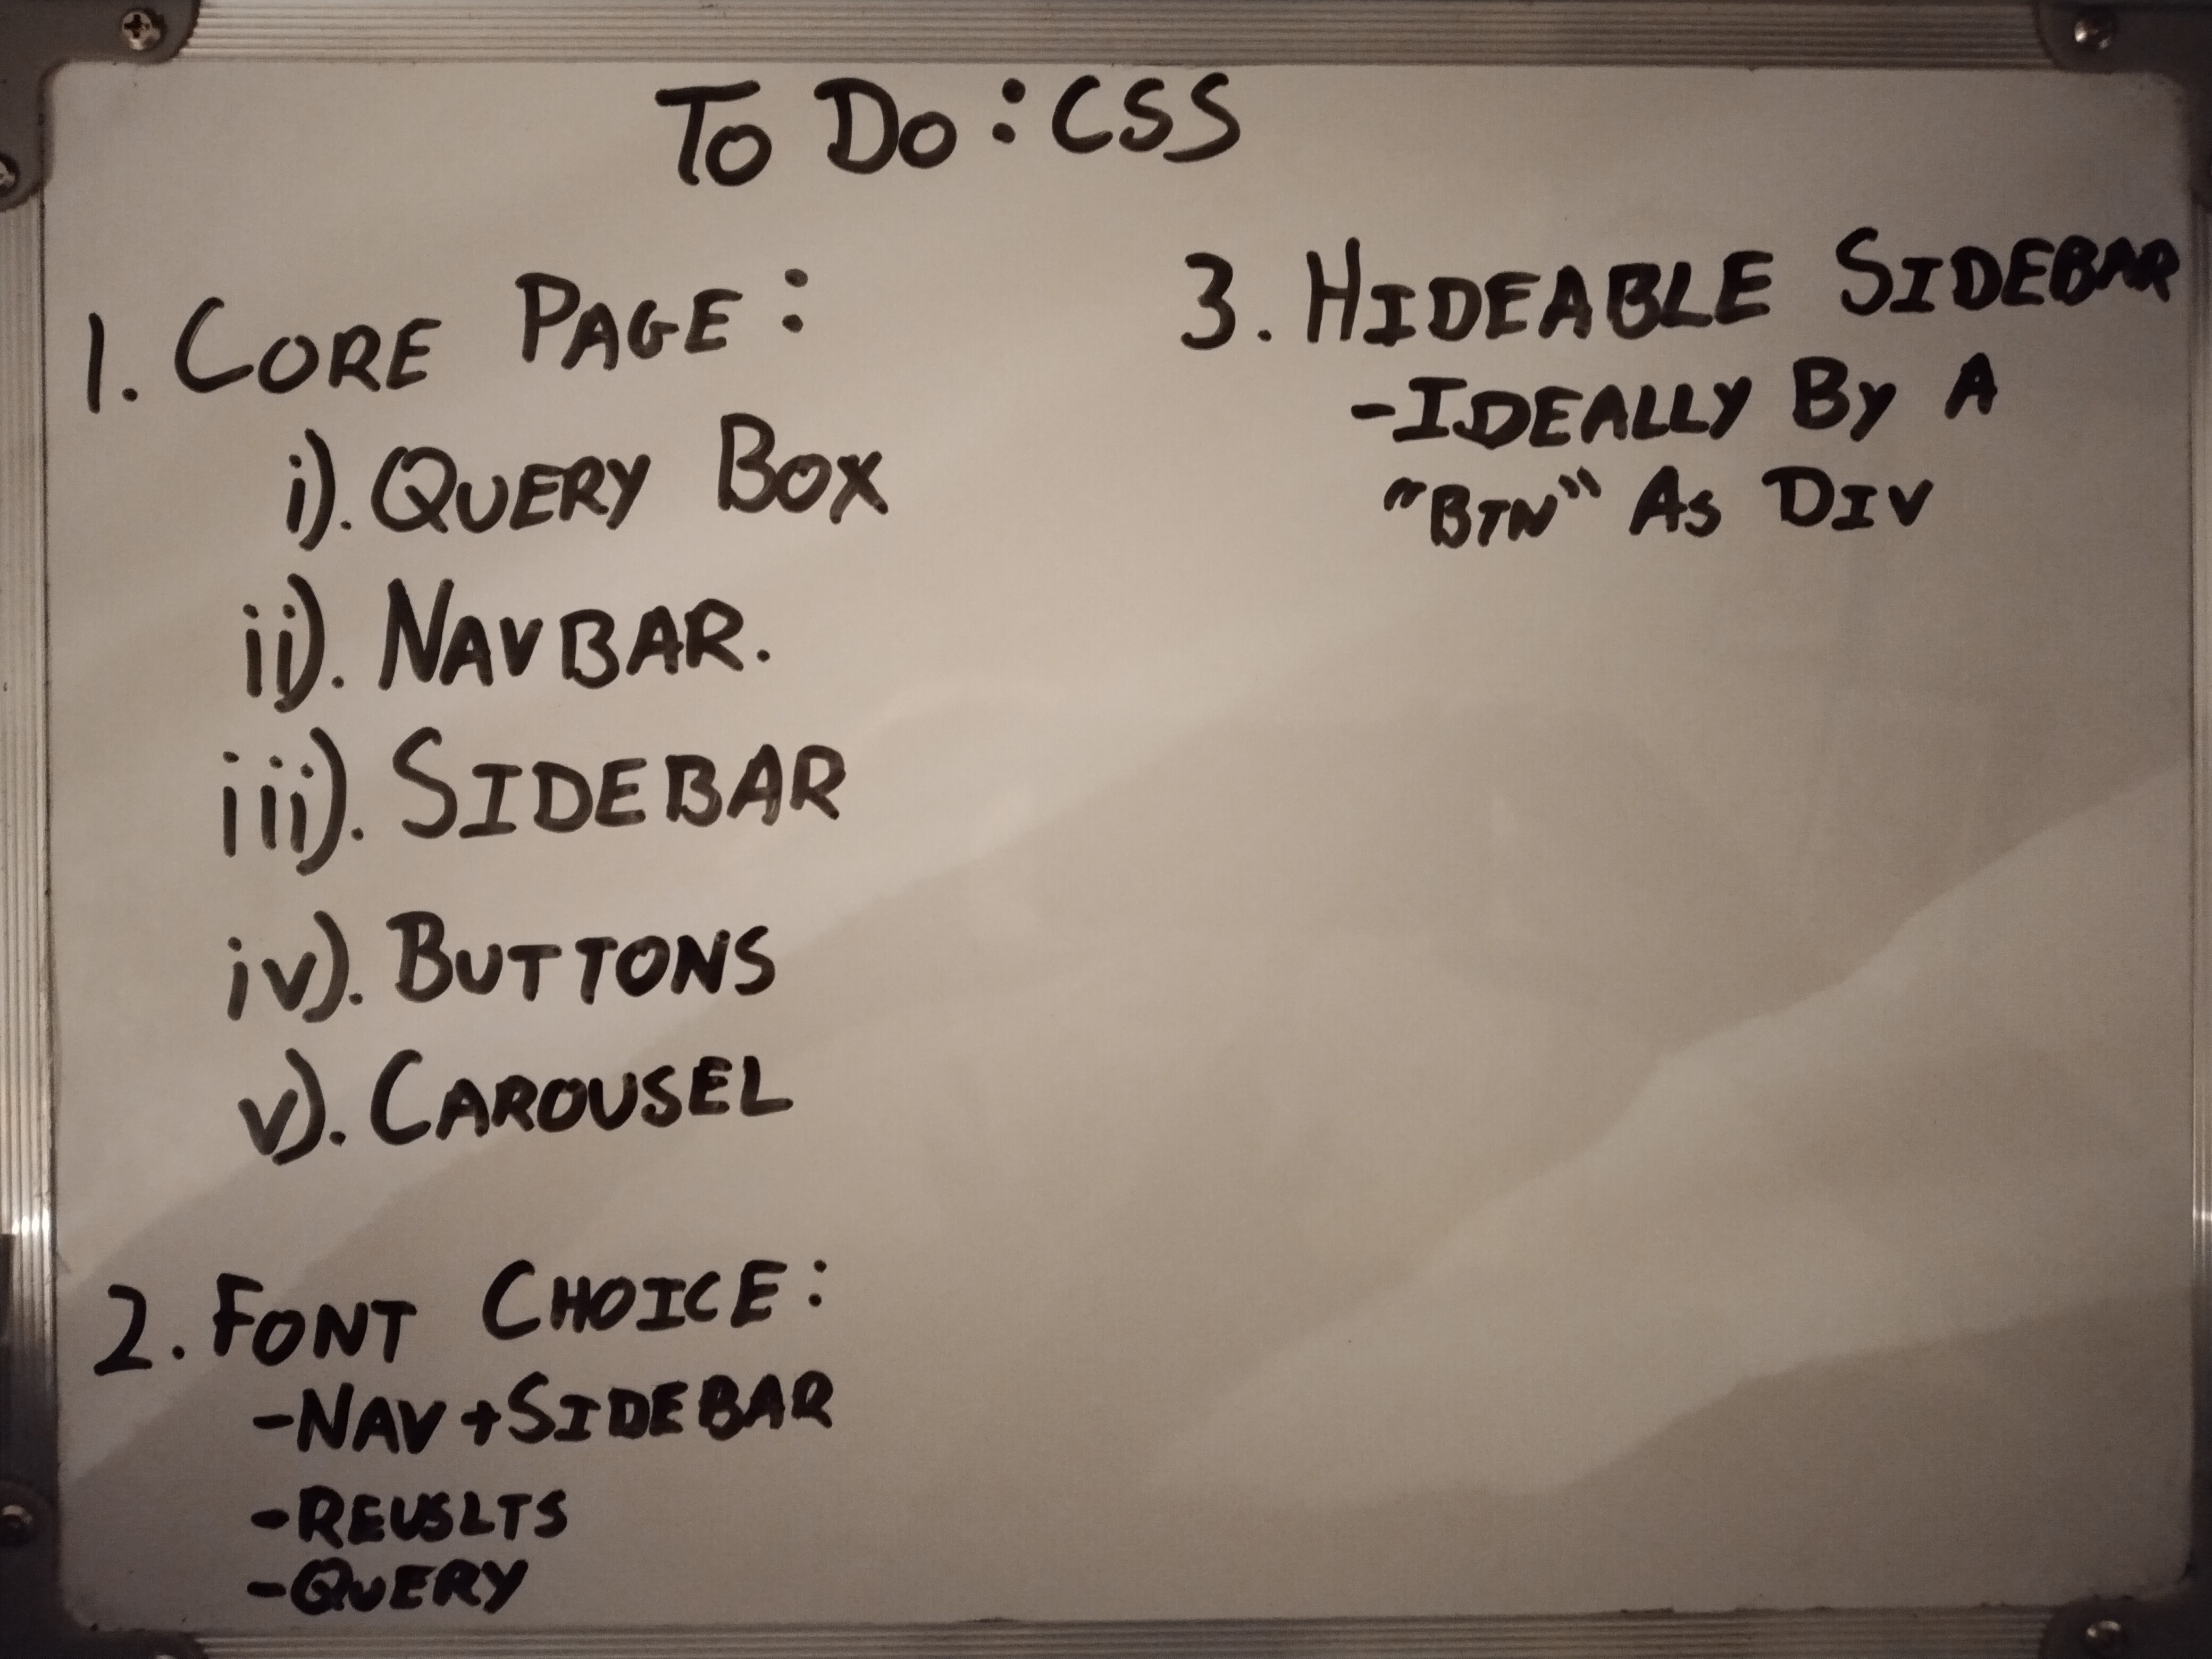 To Do: CSS
1. CORE PAGE:
i). QUERY BOX
ii). NAVBAR.
iii). SIDEBAR
iv). BUTTONS
v). CAROUSEL
2. FONT CHOICE:
-NAV+SIDEBAR
-REUSLTS
-QUERY
3. HIDEABLE SIDEBAR
-IDEALLY BY A
"BTN" AS DIV